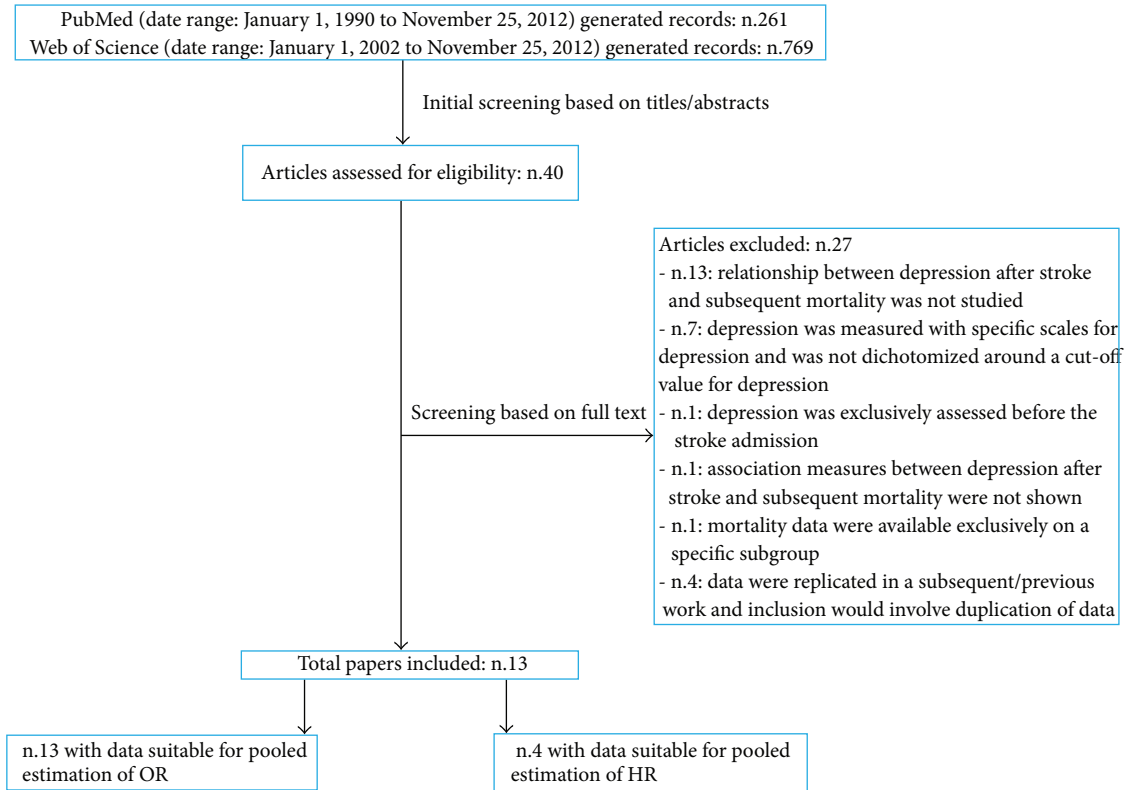 PubMed (date range: January 1, 1990 to November 25, 2012) generated records: n.261
Web of Science (date range: January 1, 2002 to November 25, 2012) generated records: n.769
Initial screening based on titles/abstracts
Articles assessed for eligibility: n.40
Articles excluded: n.27
- n.13: relationship between depression after stroke
and subsequent mortality was not studied
- n.7: depression was measured with specific scales for
depression and was not dichotomized around a cut-off
value for depression
- n.1: depression was exclusively assessed before the
stroke admission
- n.1: association measures between depression after
stroke and subsequent mortality were not shown
- n.1: mortality data were available exclusively on a
specific subgroup
- n.4: data were replicated in a subsequent/previous
work and inclusion would involve duplication of data
Screening based on full text
Total papers included: n.13
n.13 with data suitable for pooled
estimation of OR
n.4 with data suitable for pooled
estimation of HR